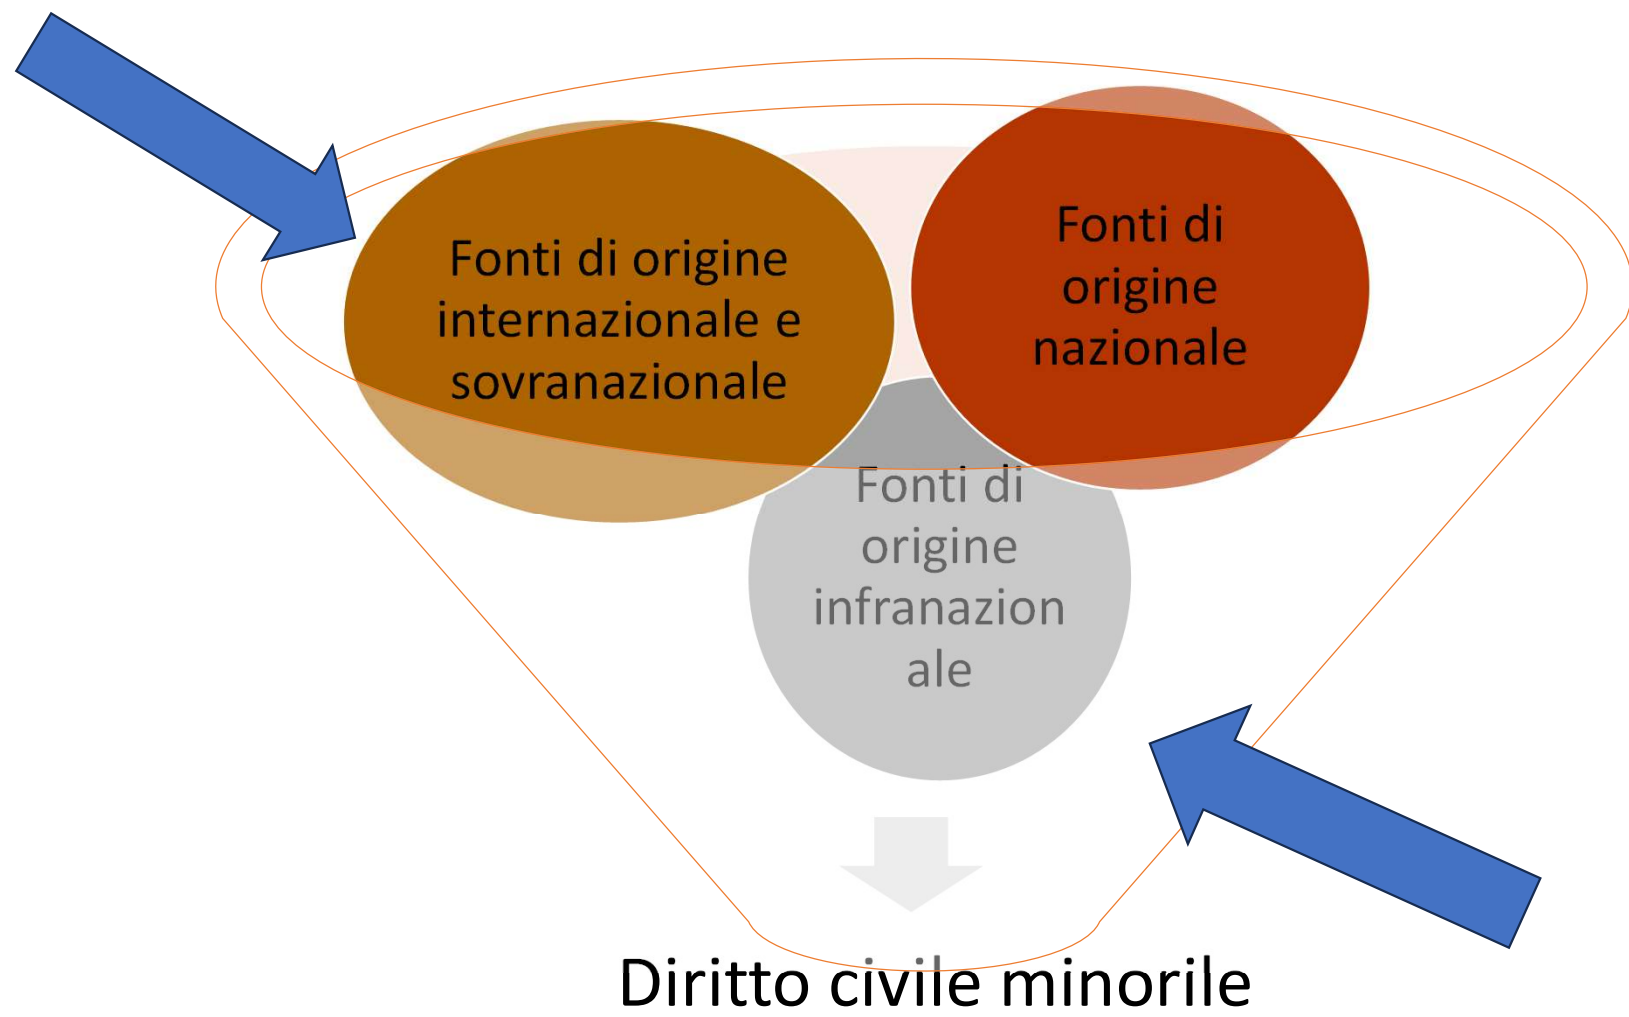 Fonti di origine
internazionale e
sovranazionale
Fonti di
origine
nazionale
Fonti di
origine
infranazion
ale
Diritto civile minorile